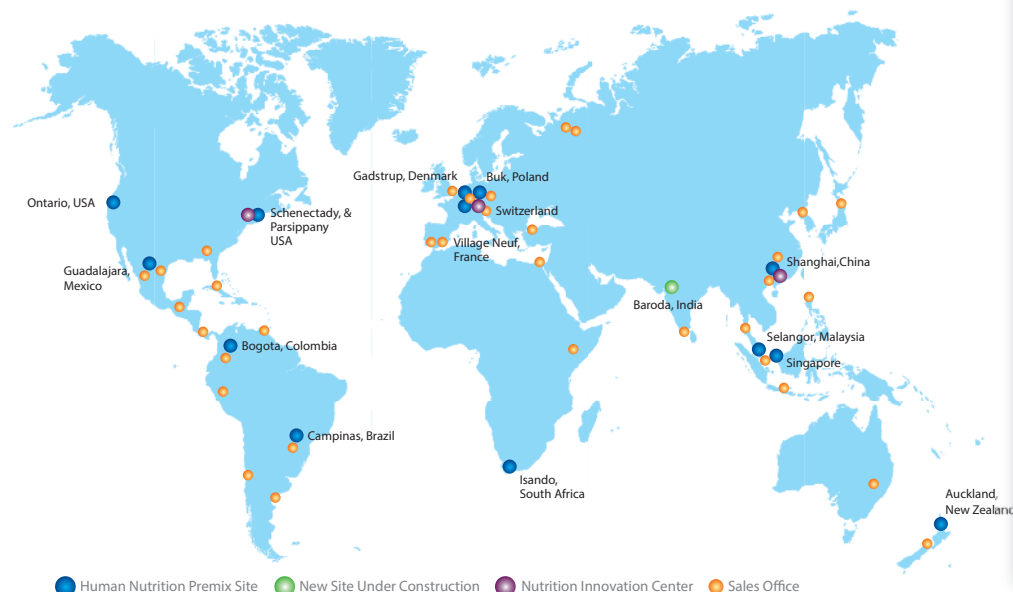 Gadstrup, Denmark
Buk, Poland
Ontario, USA
Schenectady, &
Parsippany
USA
Switzerland
Village Neuf,
France
Guadalajara,
Mexico
Shanghai,China
Baroda, India
Selangor, Malaysia
Singapore
Bogota, Colombia
Campinas, Brazil
Isando,
South Africa
Auckland,
New Zealand
Human Nutrition Premix Site
New Site Under Construction
Nutrition Innovation Center
Sales Office